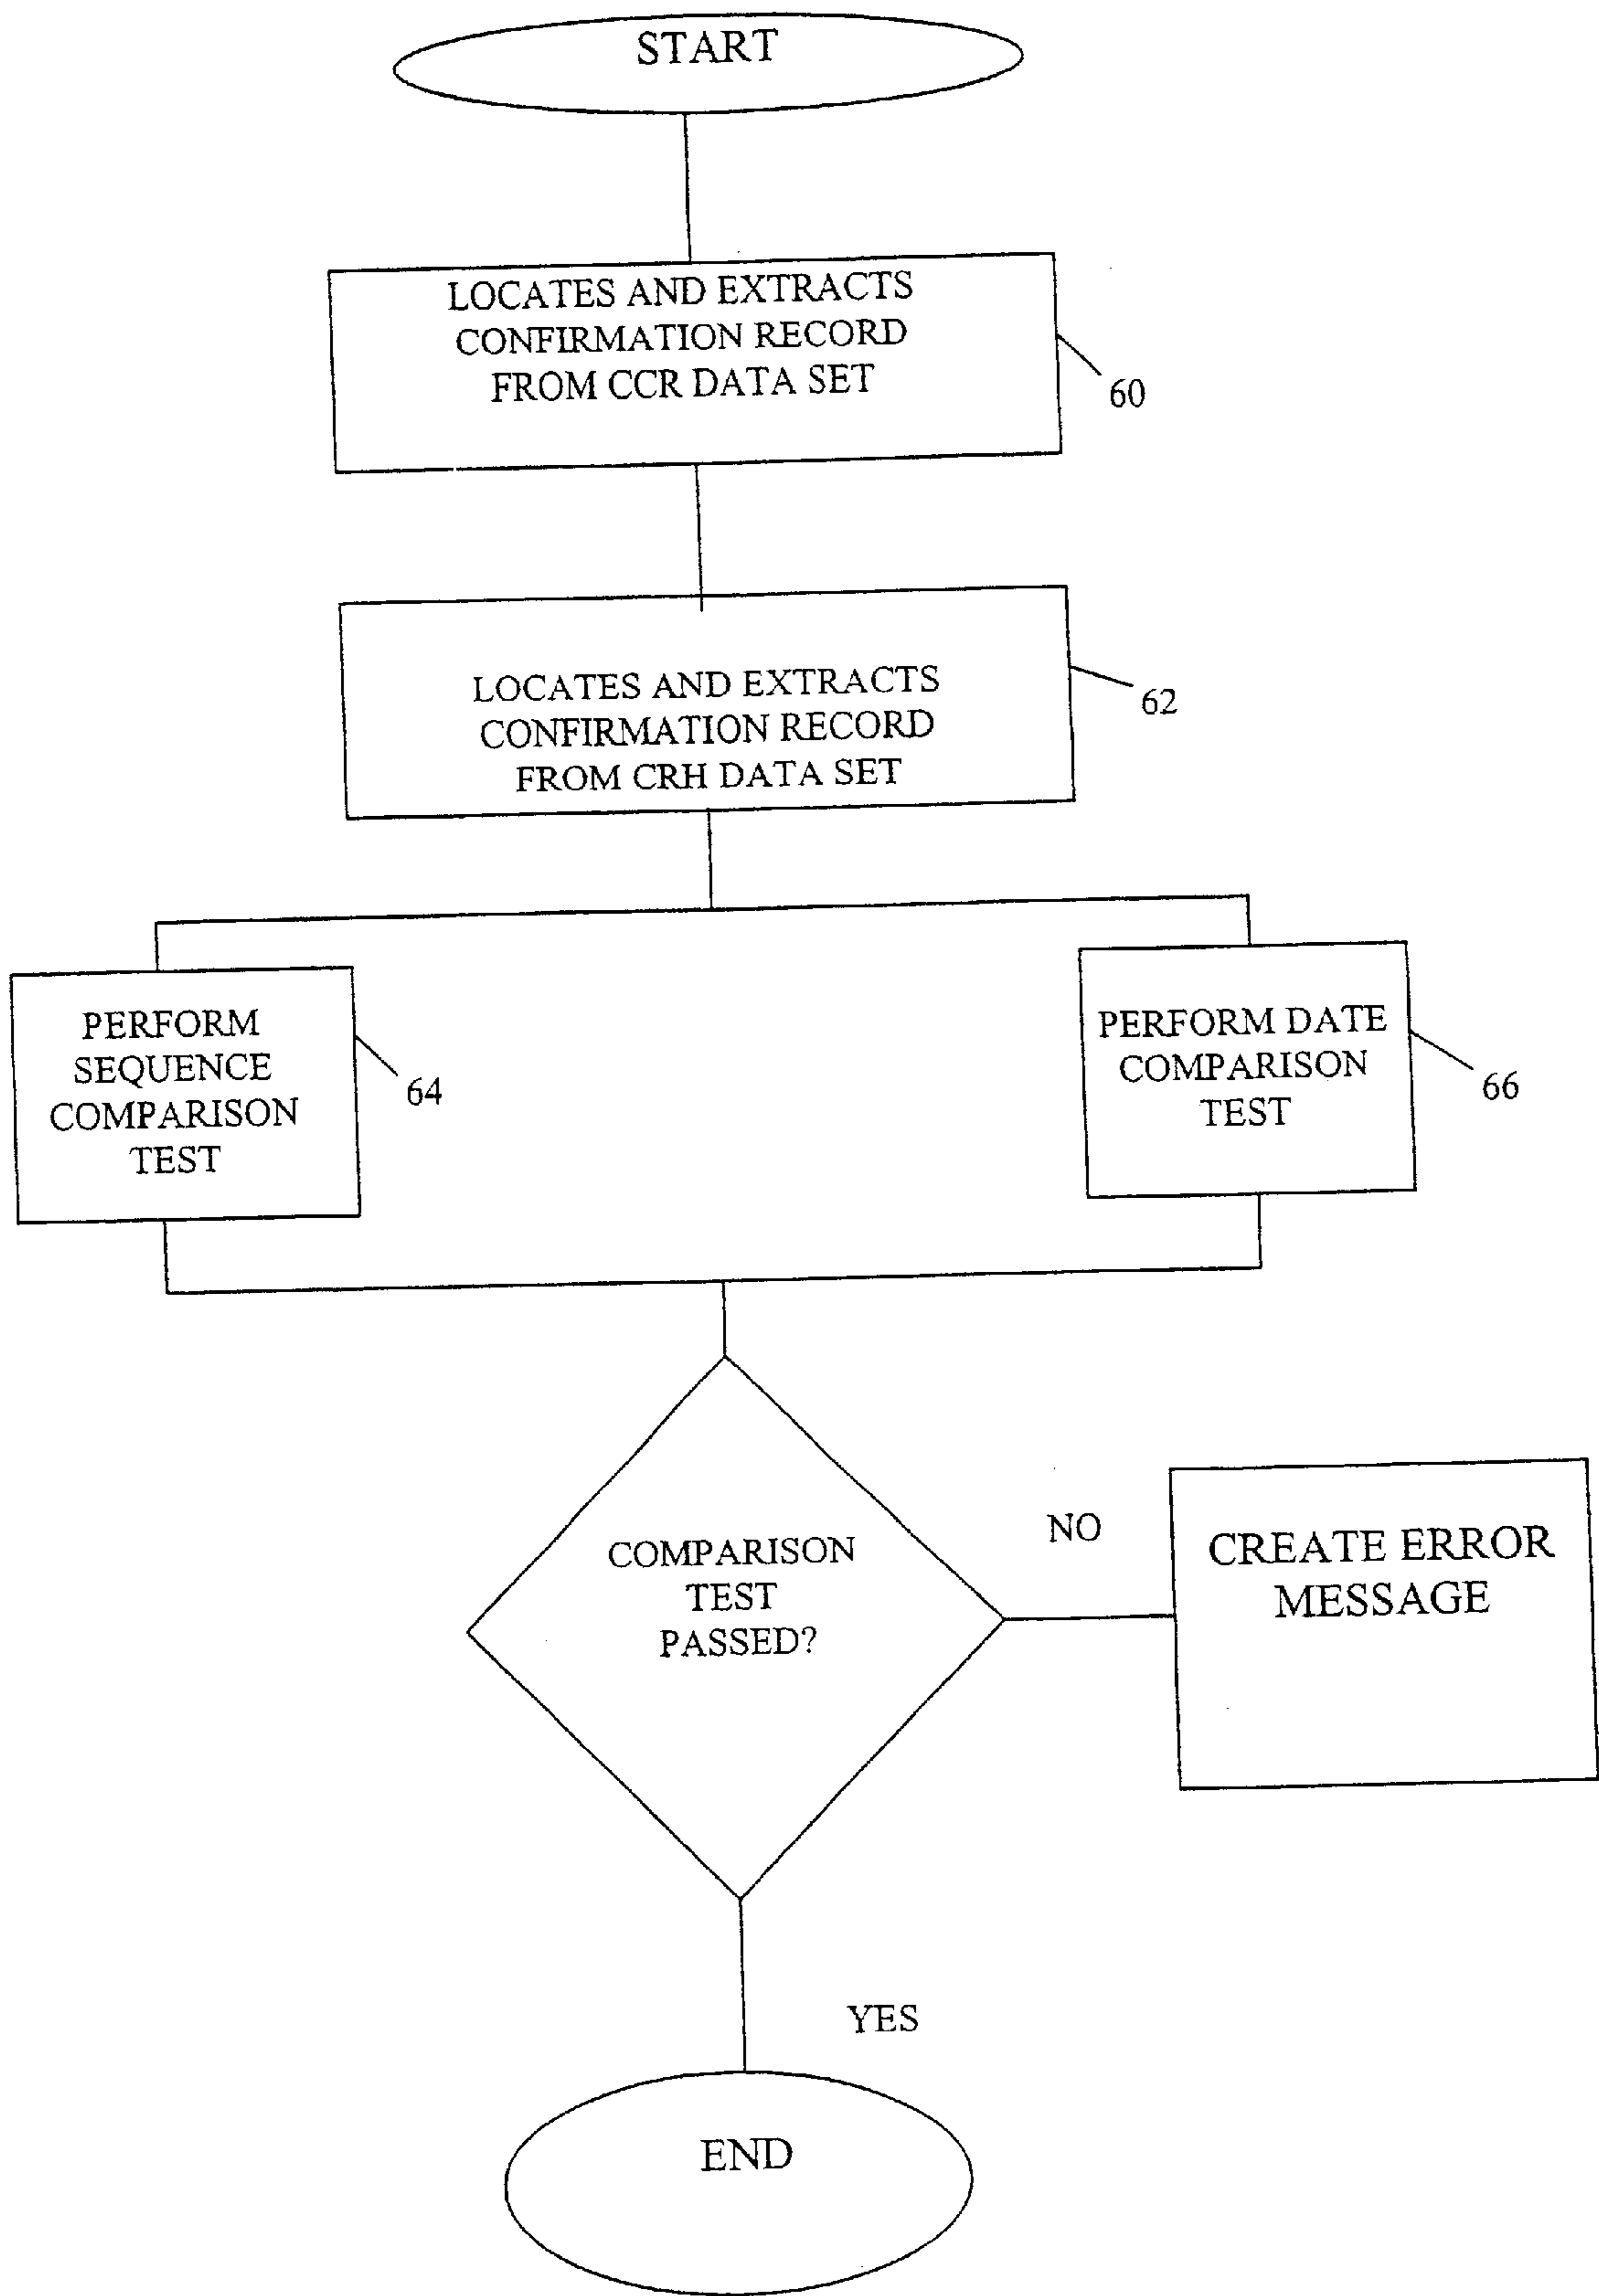 START
LOCATES AND EXTRACTS
CONFIRMATION RECORD
FROM CCR DATA SET
60
LOCATES AND EXTRACTS
CONFIRMATION RECORD
FROM CRH DATA SET
62
PERFORM
SEQUENCE
COMPARISON
TEST
64
PERFORM DATE
COMPARISON
TEST
66
COMPARISON
TEST
PASSED?
NO
CREATE ERROR
MESSAGE
YES
END